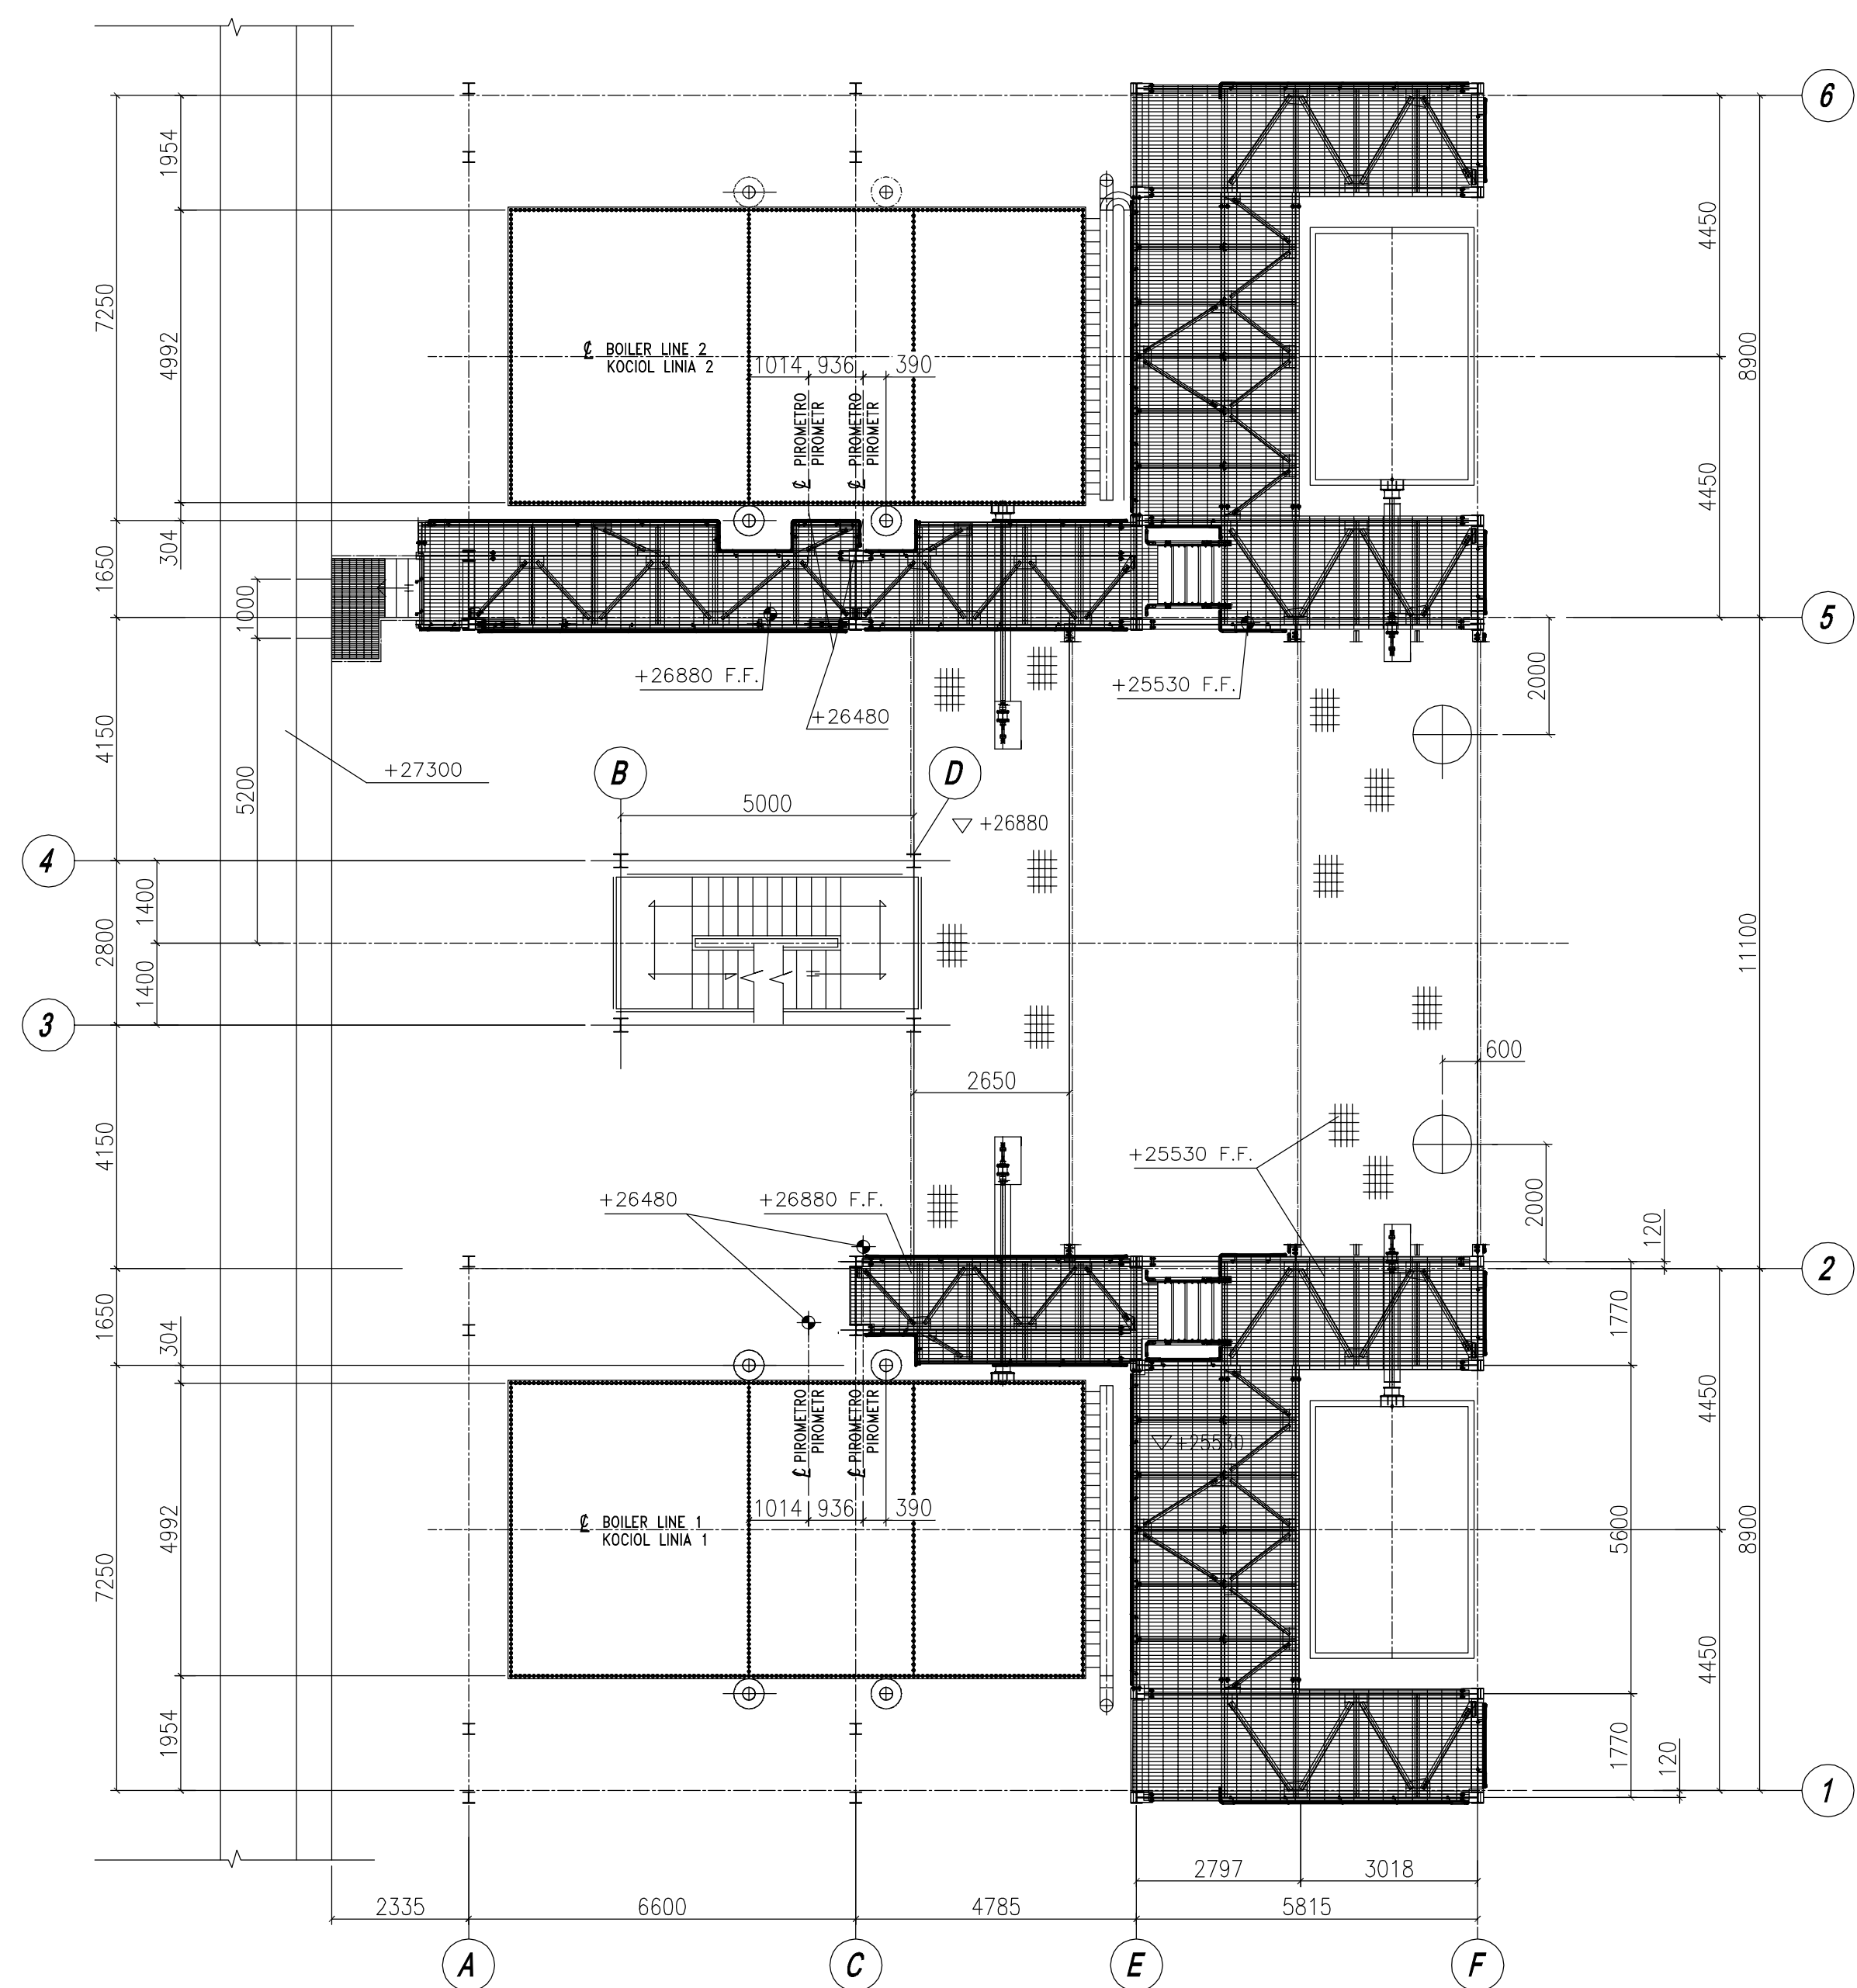 6
1954
4450
7250
4992
8900
₵ BOILER LINE 2
KOCIOL LINIA 2
1014 936 390
₵ PIROMETRO
PIROMETR
₵ PIROMETRO
PIROMETR
4450
304
1650
1000
5
+26880 F.F.
+25530 F.F.
2000
+26480
4150
5200
+27300
B
D
5000
+26880
4
1400
2800
11100
1400
3
600
2650
4150
+25530 F.F.
+26480
+26880 F.F.
2000
120
2
1650
304
1770
4450
₵ PIROMETRO
PIROMETR
₵ PIROMETRO
PIROMETR
+25530
1014 936 390
₵ BOILER LINE 1
KOCIOL LINIA 1
4992
5600
8900
7250
4450
1954
1770
120
1
2797
3018
2335
6600
4785
5815
A
C
E
F